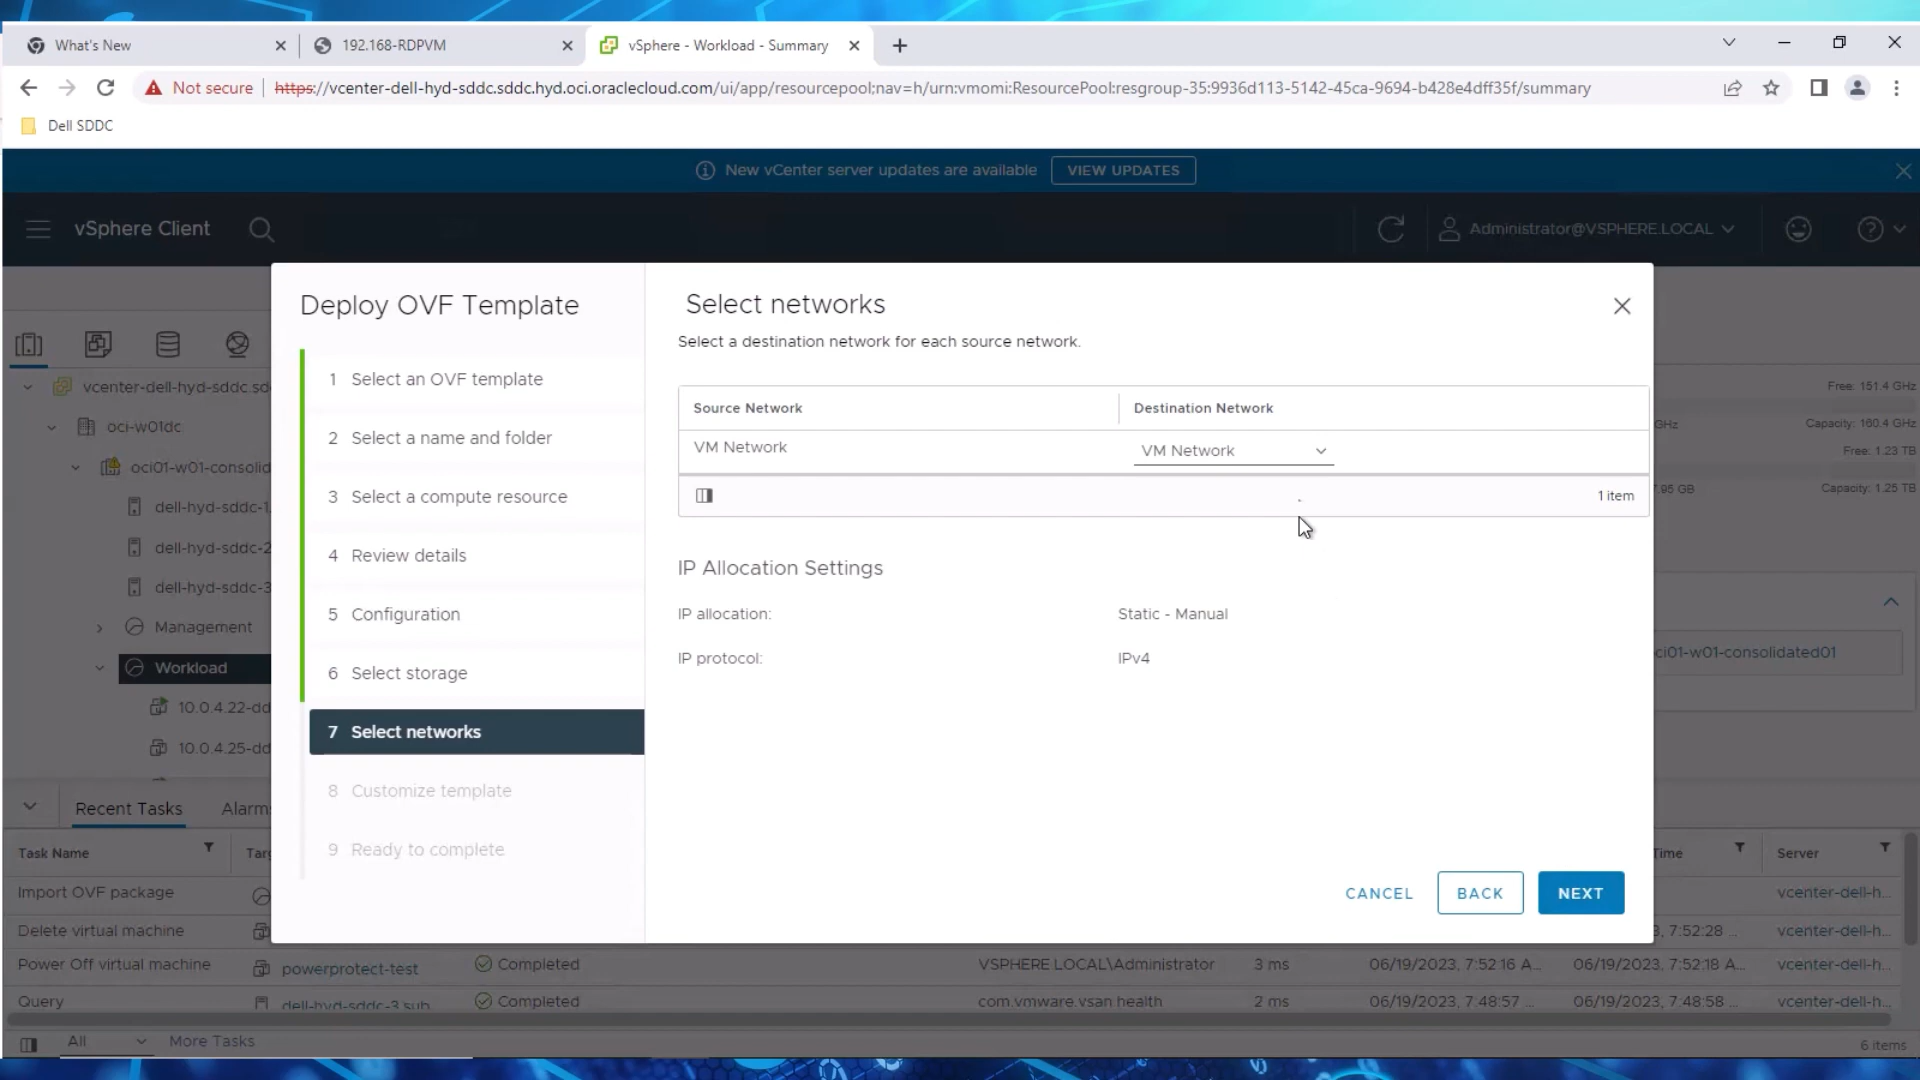 What's New
192.168-RDPVM
vSphere - Workload - Summary
Not secure
https://vcenter-dell-hyd-sddc.sddc.hyd.oci.oraclecloud.com/ui/app/resourcepool;nav=h/urn:vmomi:ResourcePool:resgroup-35:9936d113-5142-45ca-9694-b428e4dff35f/summary
Dell SDDC
New vCenter server updates are available VIEW UPDATES
vSphere Client
Administrator@VSPHERE.LOCAL
Deploy OVF Template
1 Select an OVF template
2 Select a name and folder
3 Select a compute resource
4 Review details
5 Configuration
6 Select storage
7 Select networks
8 Customize template
9 Ready to complete
Select networks
Select a destination network for each source network.
Source Network Destination Network
VM Network VM Network
1 item
IP Allocation Settings
IP allocation: Static - Manual
IP protocol: IPv4
CANCEL BACK NEXT
vcenter-dell-hyd-sddc.sd
oci-w01dc
oci01-w01-consolid
dell-hyd-sddc-1.
dell-hyd-sddc-2
dell-hyd-sddc-3
Management
Workload
10.0.4.22-dd
10.0.4.25-dd
Free: 151.4 GHz
GHz Capacity: 160.4 GHz
Free: 1.23 TB
7.95 GB Capacity: 1.25 TB
ci01-w01-consolidated01
Recent Tasks Alarm
Task Name Targ Time Server
Import OVF package vcenter-dell-h...
Delete virtual machine 3, 7:52:28 ... vcenter-dell-h...
Power Off virtual machine powerprotect-test Completed VSPHERE.LOCAL\Administrator 3 ms 06/19/2023, 7:52:16 A... 06/19/2023, 7:52:18 A... vcenter-dell-h...
Query dell-hyd-sddc-3.sub Completed com.vmware.vsan.health 2 ms 06/19/2023, 7:48:57 ... 06/19/2023, 7:48:58 ... vcenter-dell-h...
All More Tasks 6 items